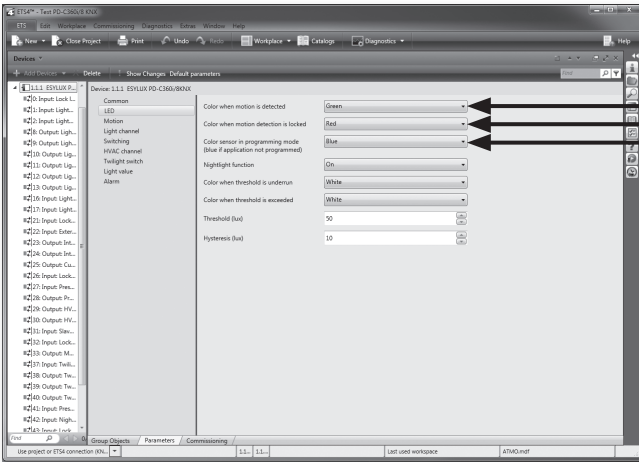 ETS4™ - Test PD-C360i/8 KNX
ETS Edit Workplace Commissioning Diagnostics Extras Window Help
New Close Project Print Undo Redo Workplace Catalogs Diagnostics Help
Devices
Add Devices Delete Show Changes Default parameters Find
1.1.1 ESYLUX P...
0: Input: Lock I...
1: Input: Light...
2: Input: Light...
8: Output: Ligh...
9: Output: Ligh...
10: Output: Lig...
11: Output: Lig...
12: Output: Lig...
13: Output: Lig...
16: Input: Light...
17: Input: Light...
21: Input: Lock...
22: Input: Exter...
23: Output: Int...
24: Output: Int...
25: Output: Cu...
26: Input: Lock...
27: Input: Pres...
28: Output: Pr...
29: Output: HV...
30: Output: HV...
31: Input: Slav...
32: Input: Lock...
33: Output: M...
37: Input: Twili...
38: Output: Tw...
39: Output: Tw...
40: Output: Tw...
41: Input: Pres...
42: Input: Nigh...
43: Input: Lock...
Find
Device: 1.1.1 ESYLUX PD-C360i/8KNX
Common
LED
Motion
Light channel
Switching
HVAC channel
Twilight switch
Light value
Alarm
Color when motion is detected Green
Color when motion detection is locked Red
Color sensor in programming mode Blue
(blue if application not programmed)
Nightlight function On
Color when threshold is underrun White
Color when threshold is exceeded White
Threshold (lux) 50
Hysteresis (lux) 10
Group Objects Parameters Commissioning
Use project or ETS4 connection (KN... 1.1... 1.1... Last used workspace ATMO.mdf